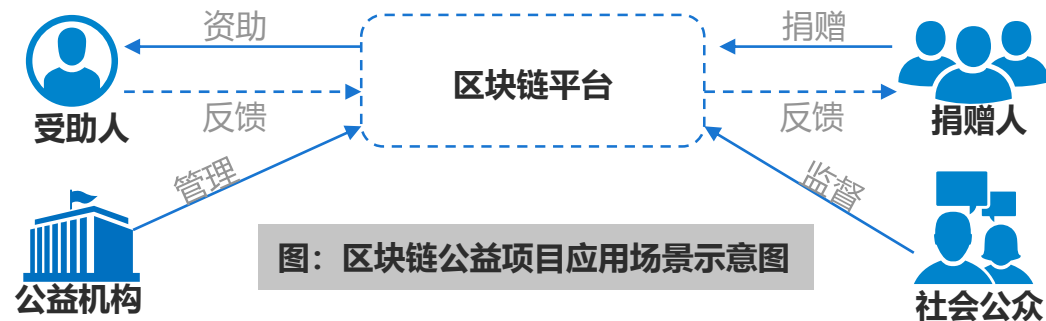 资助
捐赠
区块链平台
受助人
反馈
反馈
捐赠人
管理
监督
图：区块链公益项目应用场景示意图
公益机构
社会公众